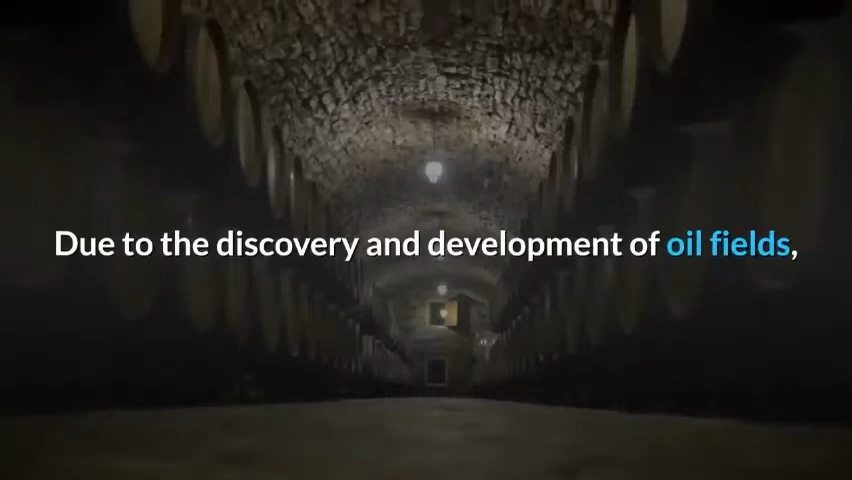 Due to the discovery and development of oil fields,